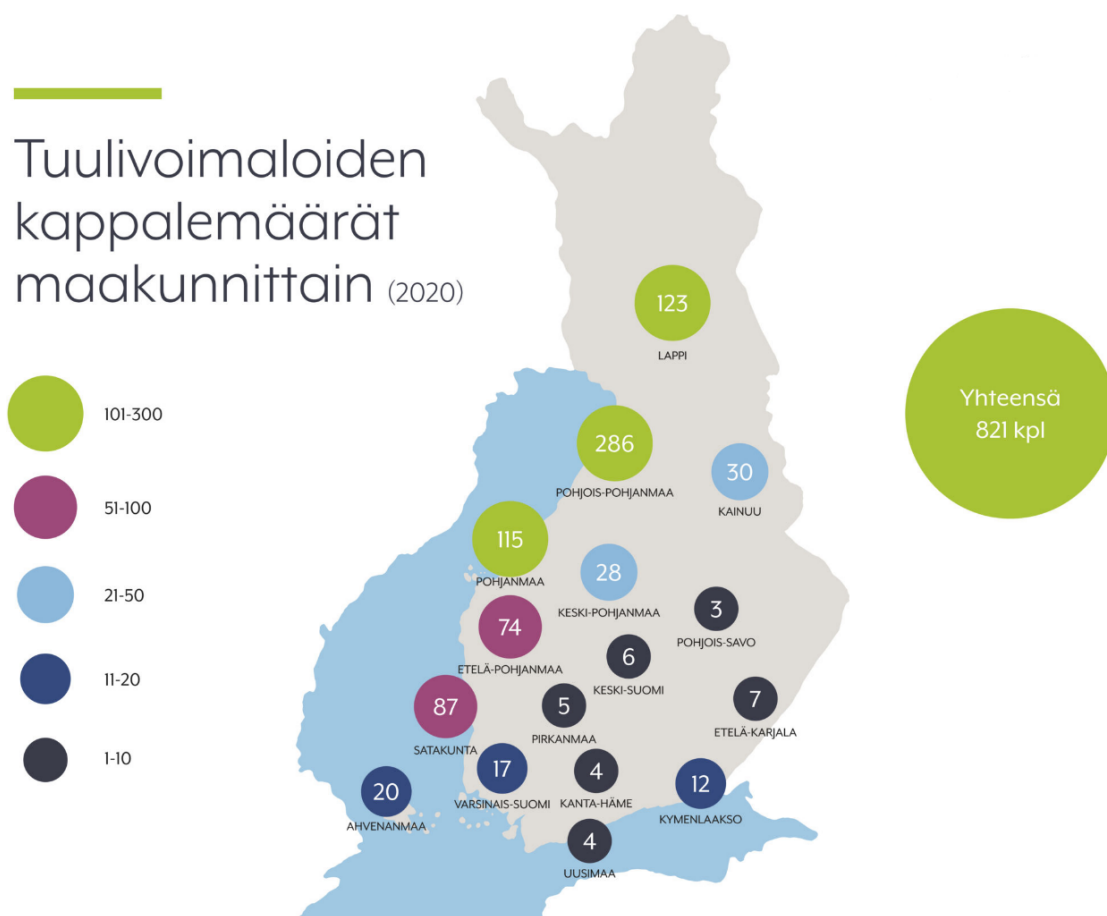 Tuulivoimaloiden
kappalemäärät
maakunnittain (2020)
101-300
51-100
21-50
11-20
1-10
123
LAPPI
Yhteensä
821 kpl
286
POHJOIS-POHJANMAA
30
KAINUU
115
POHJANMAA
28
KESKI-POHJANMAA
3
POHJOIS-SAVO
74
ETELÄ-POHJANMAA
6
KESKI-SUOMI
7
ETELÄ-KARJALA
87
SATAKUNTA
5
PIRKANMAA
17
VARSINAIS-SUOMI
4
KANTA-HÄME
12
KYMENLAAKSO
20
AHVENANMAA
4
UUSIMAA